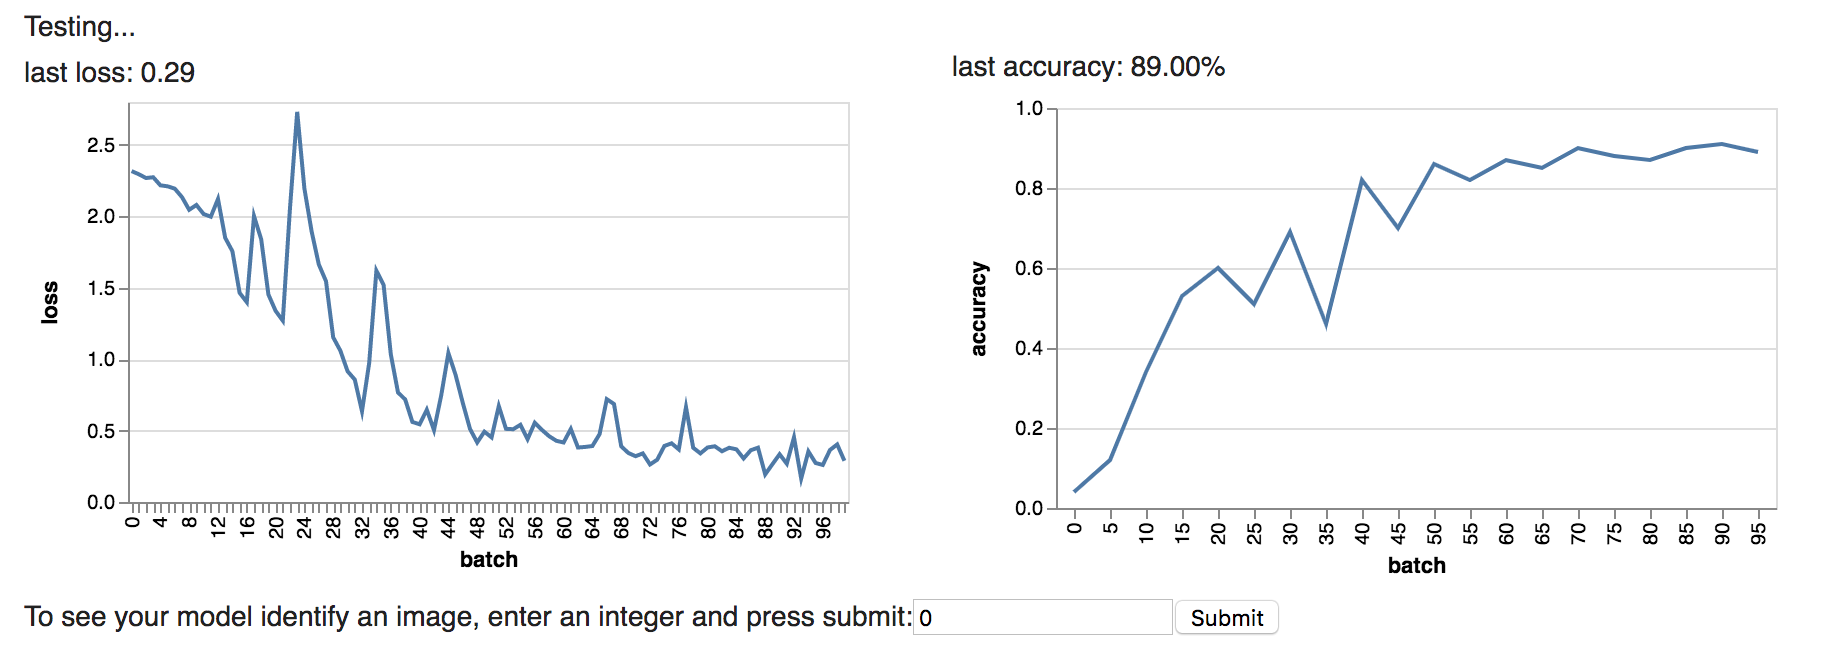 Testing...
last loss: 0.29
last accuracy: 89.00%
2.5
2.0
1.5
1.0
0.5
0.0
loss
0 4 8 12 16 20 24 28 32 36 40 44 48 52 56 60 64 68 72 76 80 84 88 92 96
batch
1.0
0.8
0.6
0.4
0.2
0.0
accuracy
0 5 10 15 20 25 30 35 40 45 50 55 60 65 70 75 80 85 90 95
batch
To see your model identify an image, enter an integer and press submit: 0 Submit